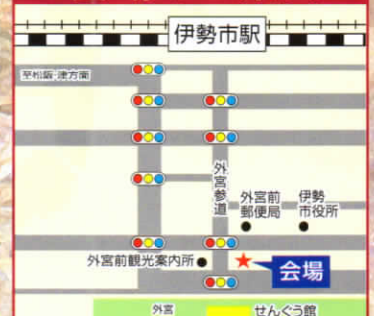 伊勢市駅
至松阪・津方面
外宮参道
外宮前
郵便局
伊勢
市役所
外宮前観光案内所
会場
外宮
せんぐう館